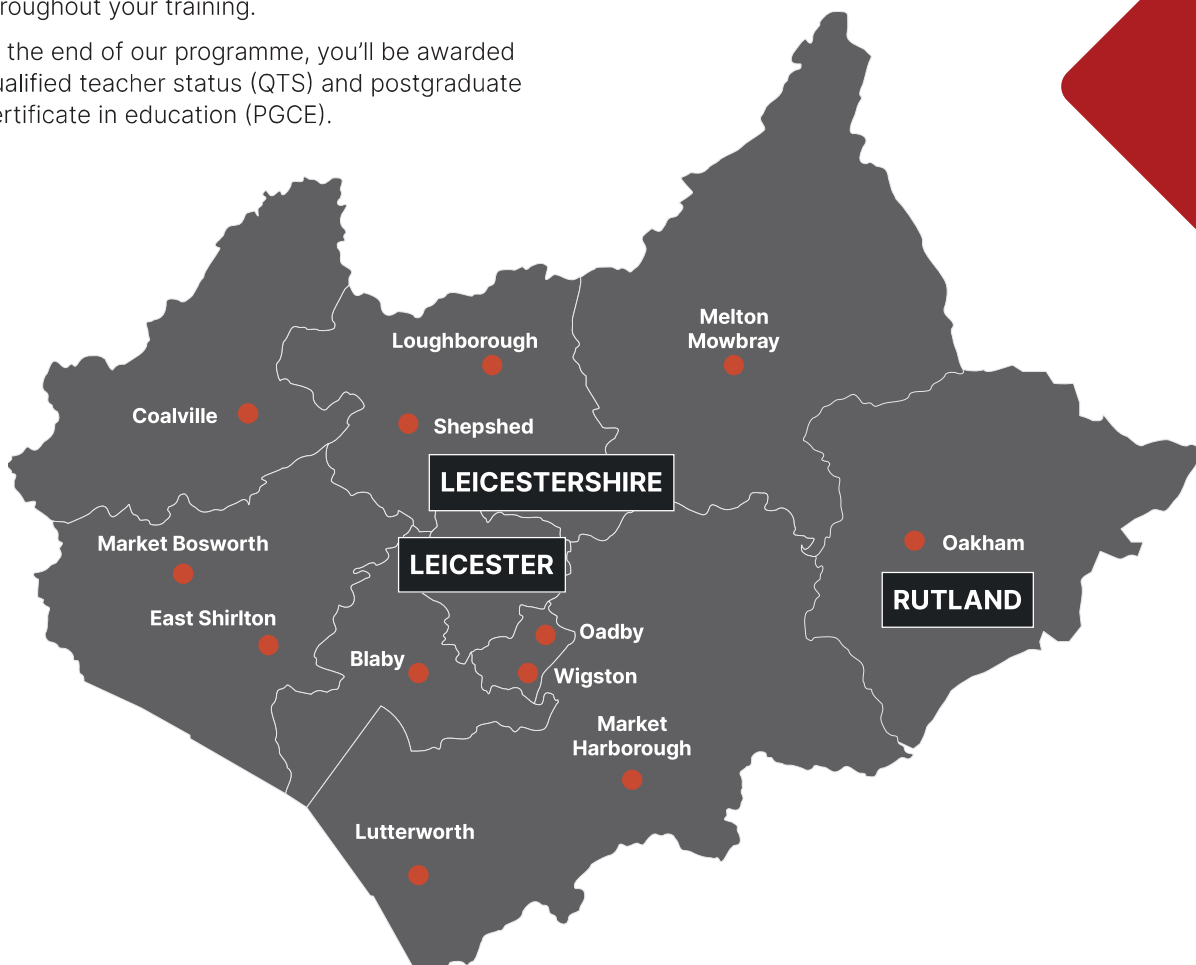 roughout your training.
the end of our programme, you’ll be awarded
ualified teacher status (QTS) and postgraduate
ertificate in education (PGCE).
Melton
Mowbray
Loughborough
Coalville
Shepshed
LEICESTERSHIRE
Market Bosworth
Oakham
LEICESTER
RUTLAND
East Shirlton
Oadby
Blaby
Wigston
Market
Harborough
Lutterworth